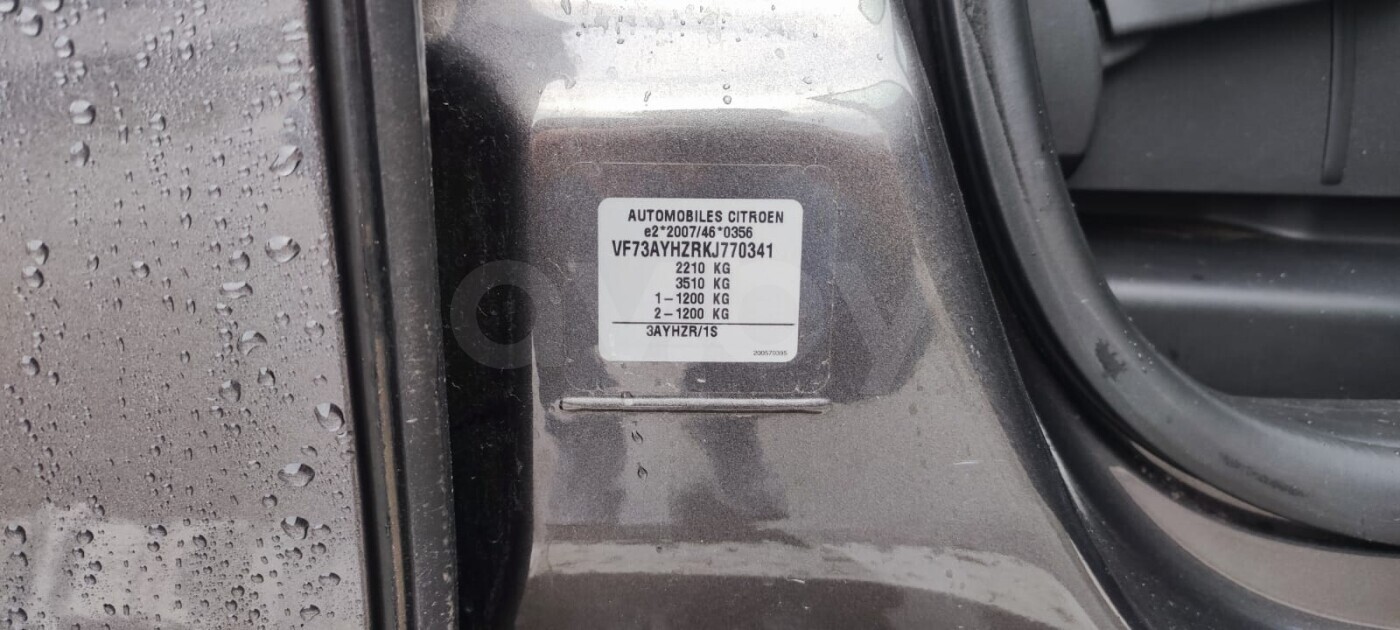 AUTOMOBILES CITROEN
e2*2007/46*0356
VF73AYHZRKJ770341
2210 KG
3510 KG
1-1200 KG
2-1200 KG
3AYHZR/1S